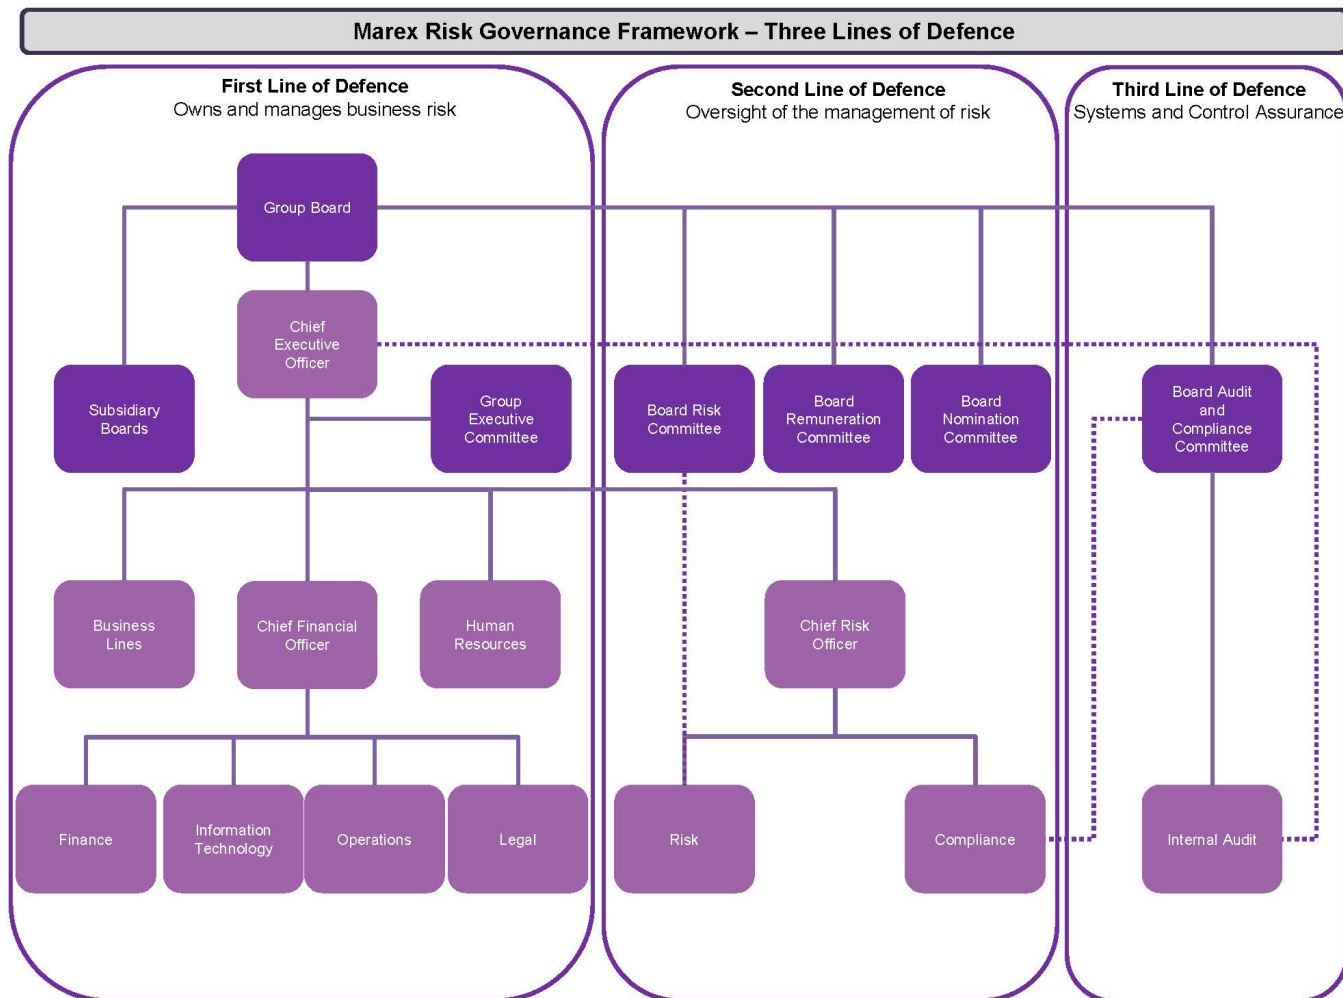 Marex Risk Governance Framework – Three Lines of Defence
First Line of Defence
Owns and manages business risk
Second Line of Defence
Oversight of the management of risk
Third Line of Defence
Systems and Control Assurance
Group Board
Chief
Executive
Officer
Subsidiary
Boards
Group
Executive
Committee
Board Risk
Committee
Board
Remuneration
Committee
Board
Nomination
Committee
Board Audit
and
Compliance
Committee
Business
Lines
Chief Financial
Officer
Human
Resources
Chief Risk
Officer
Finance
Information
Technology
Operations
Legal
Risk
Compliance
Internal Audit